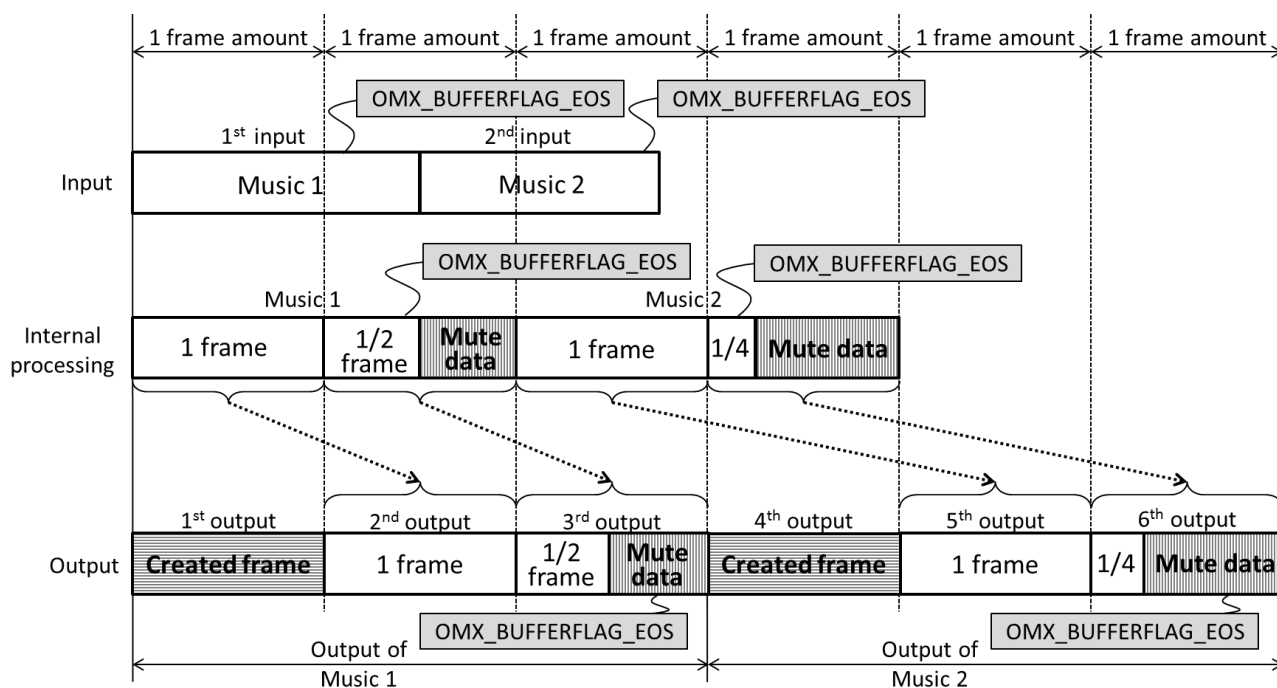 1 frame amount 1 frame amount 1 frame amount 1 frame amount 1 frame amount 1 frame amount
OMX_BUFFERFLAG_EOS OMX_BUFFERFLAG_EOS
1st input 2nd input
Input Music 1 Music 2
OMX_BUFFERFLAG_EOS OMX_BUFFERFLAG_EOS
Music 1 Music 2
Internal
processing
1 frame
1/2
frame
Mute
data
1 frame
1/4
Mute data
1st output 2nd output 3rd output 4th output 5th output 6th output
Output
Created frame
1 frame
1/2
frame
Mute
data
Created frame
1 frame
1/4
Mute data
OMX_BUFFERFLAG_EOS OMX_BUFFERFLAG_EOS
Output of
Music 1
Output of
Music 2